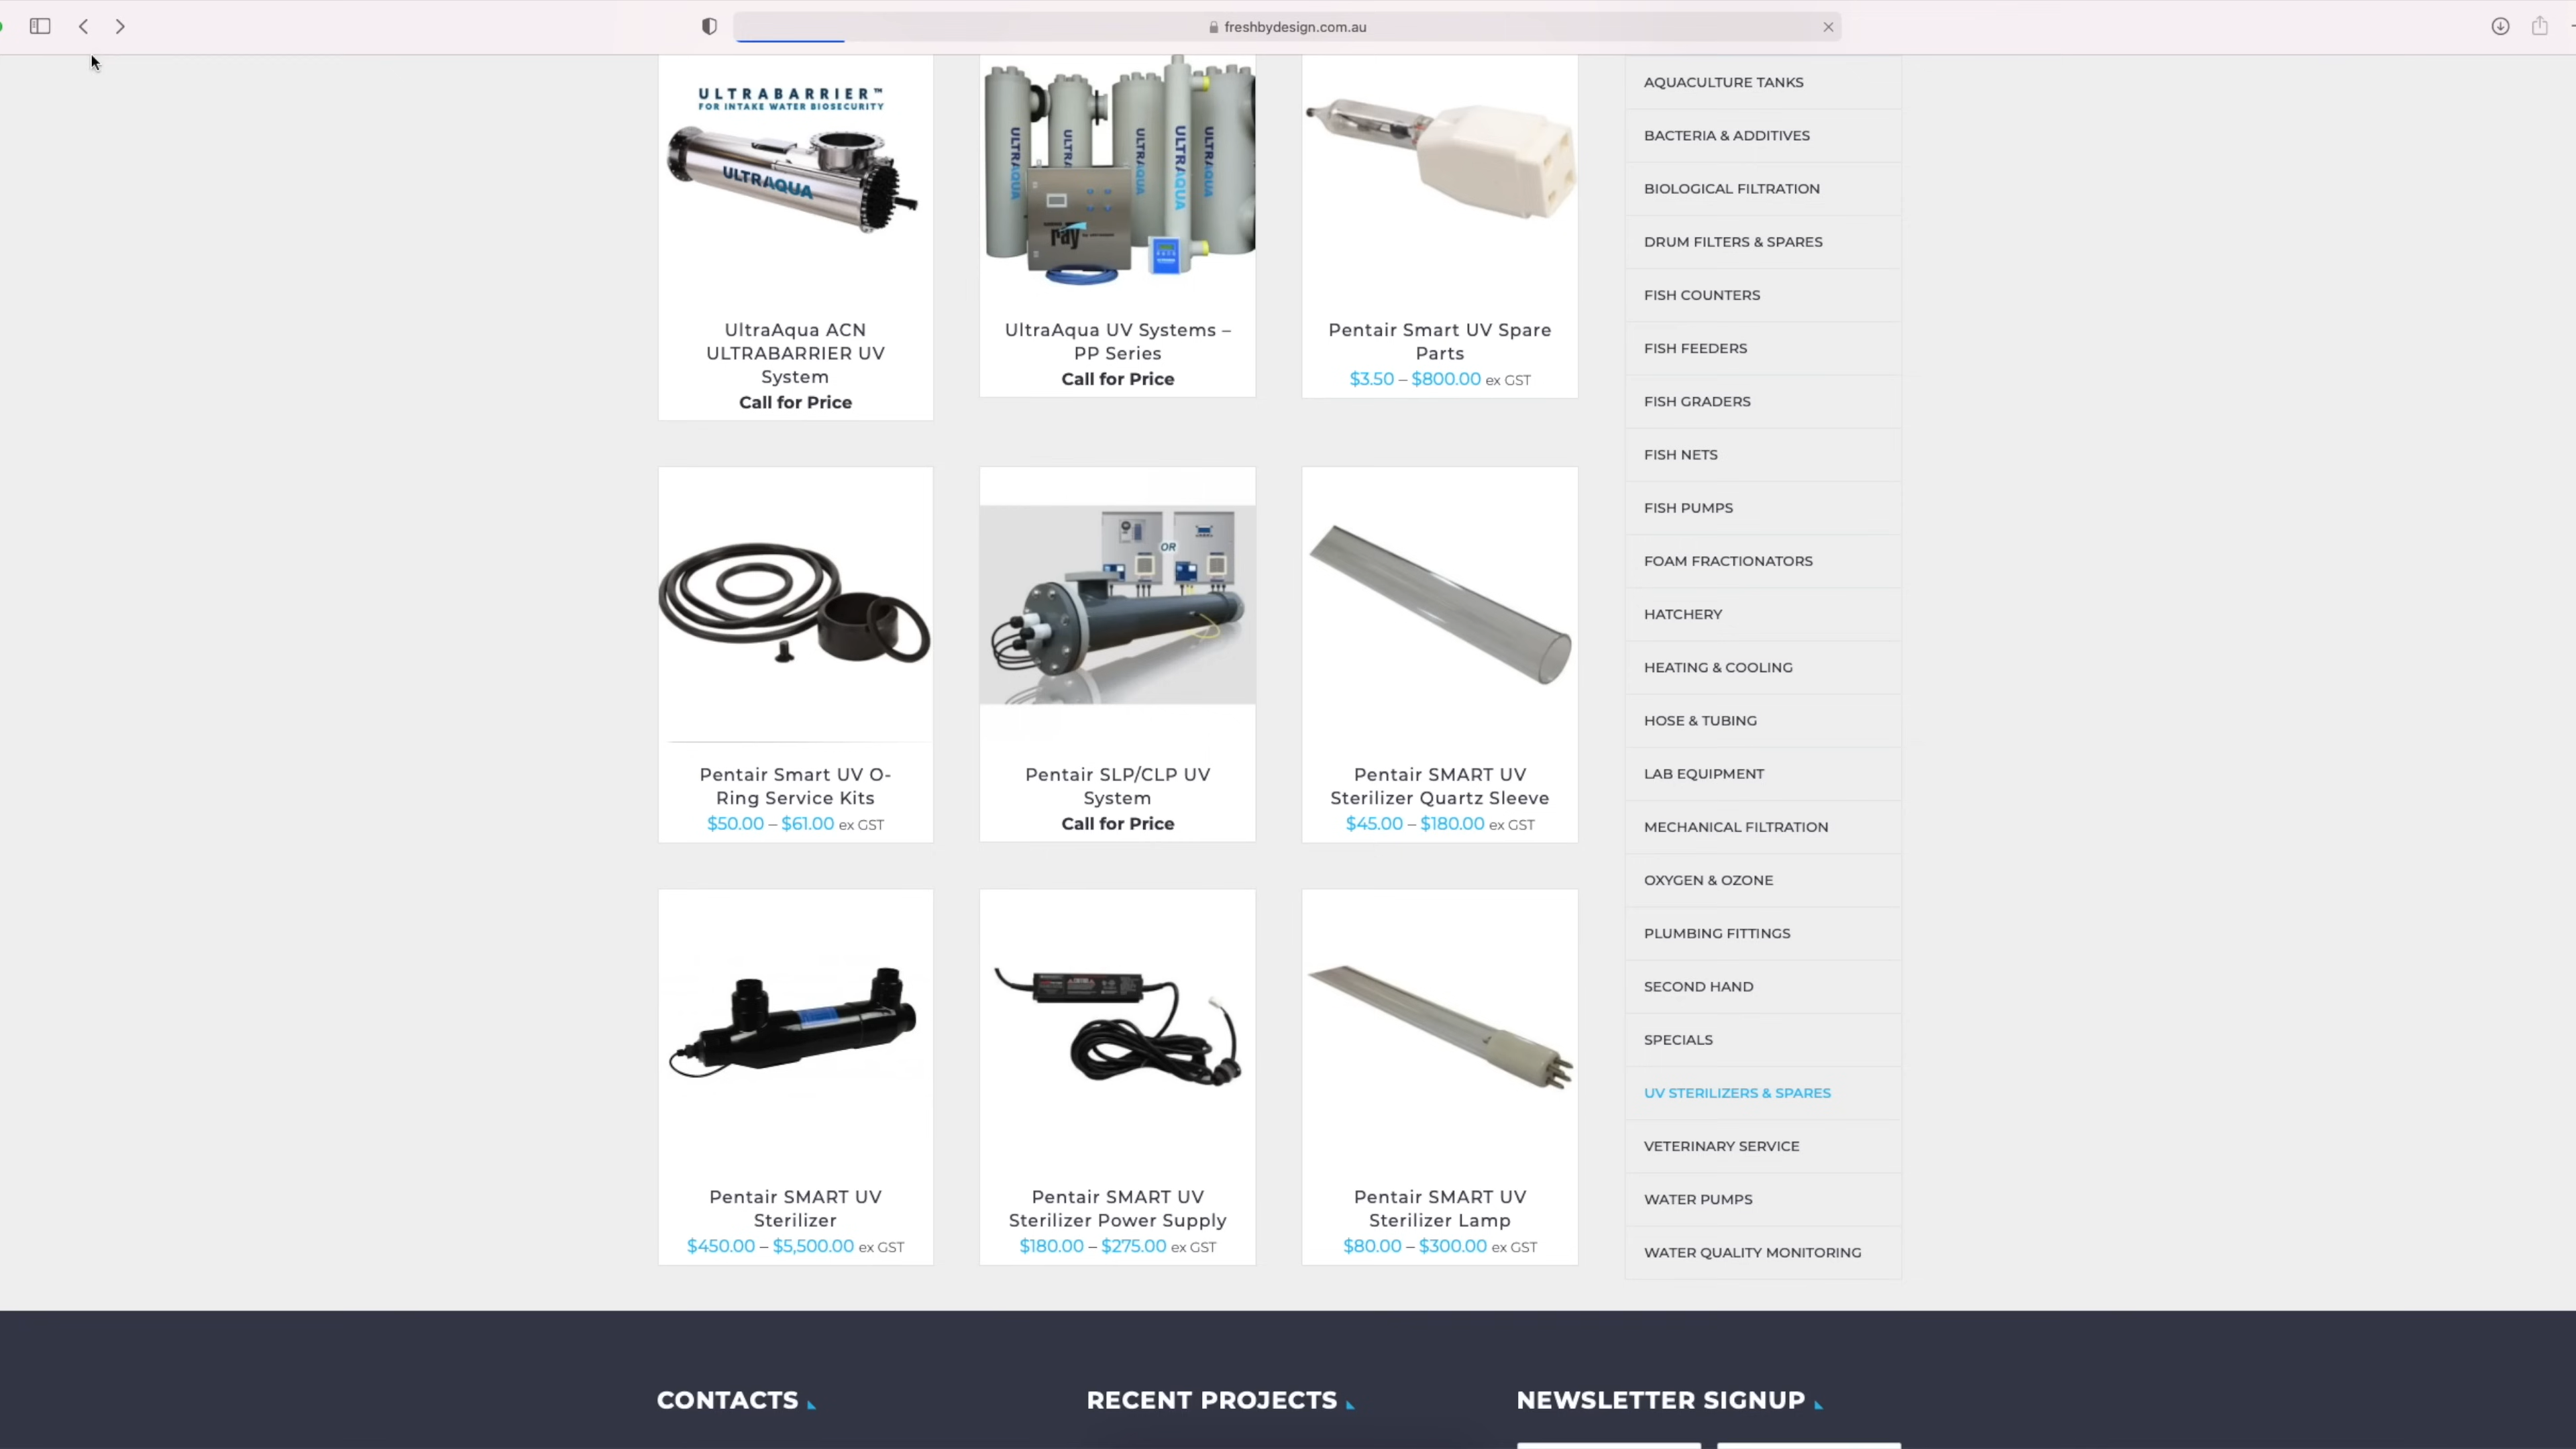 freshbydesign.com.au
ULTRABARRIER™
FOR INTAKE WATER BIOSECURITY
ULTRAQUA
UltraAqua ACN
ULTRABARRIER UV
System
Call for Price
ULTRAQUA
ULTRA
ULTRAQUA
ULTRAQUA
ULTRAQUA
ray
UltraAqua UV Systems –
PP Series
Call for Price
Pentair Smart UV Spare
Parts
$3.50 – $800.00 ex GST
Pentair Smart UV O-
Ring Service Kits
$50.00 – $61.00 ex GST
OR
Pentair SLP/CLP UV
System
Call for Price
Pentair SMART UV
Sterilizer Quartz Sleeve
$45.00 – $180.00 ex GST
Pentair SMART UV
Sterilizer
$450.00 – $5,500.00 ex GST
Pentair SMART UV
Sterilizer Power Supply
$180.00 – $275.00 ex GST
Pentair SMART UV
Sterilizer Lamp
$80.00 – $300.00 ex GST
AQUACULTURE TANKS
BACTERIA & ADDITIVES
BIOLOGICAL FILTRATION
DRUM FILTERS & SPARES
FISH COUNTERS
FISH FEEDERS
FISH GRADERS
FISH NETS
FISH PUMPS
FOAM FRACTIONATORS
HATCHERY
HEATING & COOLING
HOSE & TUBING
LAB EQUIPMENT
MECHANICAL FILTRATION
OXYGEN & OZONE
PLUMBING FITTINGS
SECOND HAND
SPECIALS
UV STERILIZERS & SPARES
VETERINARY SERVICE
WATER PUMPS
WATER QUALITY MONITORING
CONTACTS
RECENT PROJECTS
NEWSLETTER SIGNUP